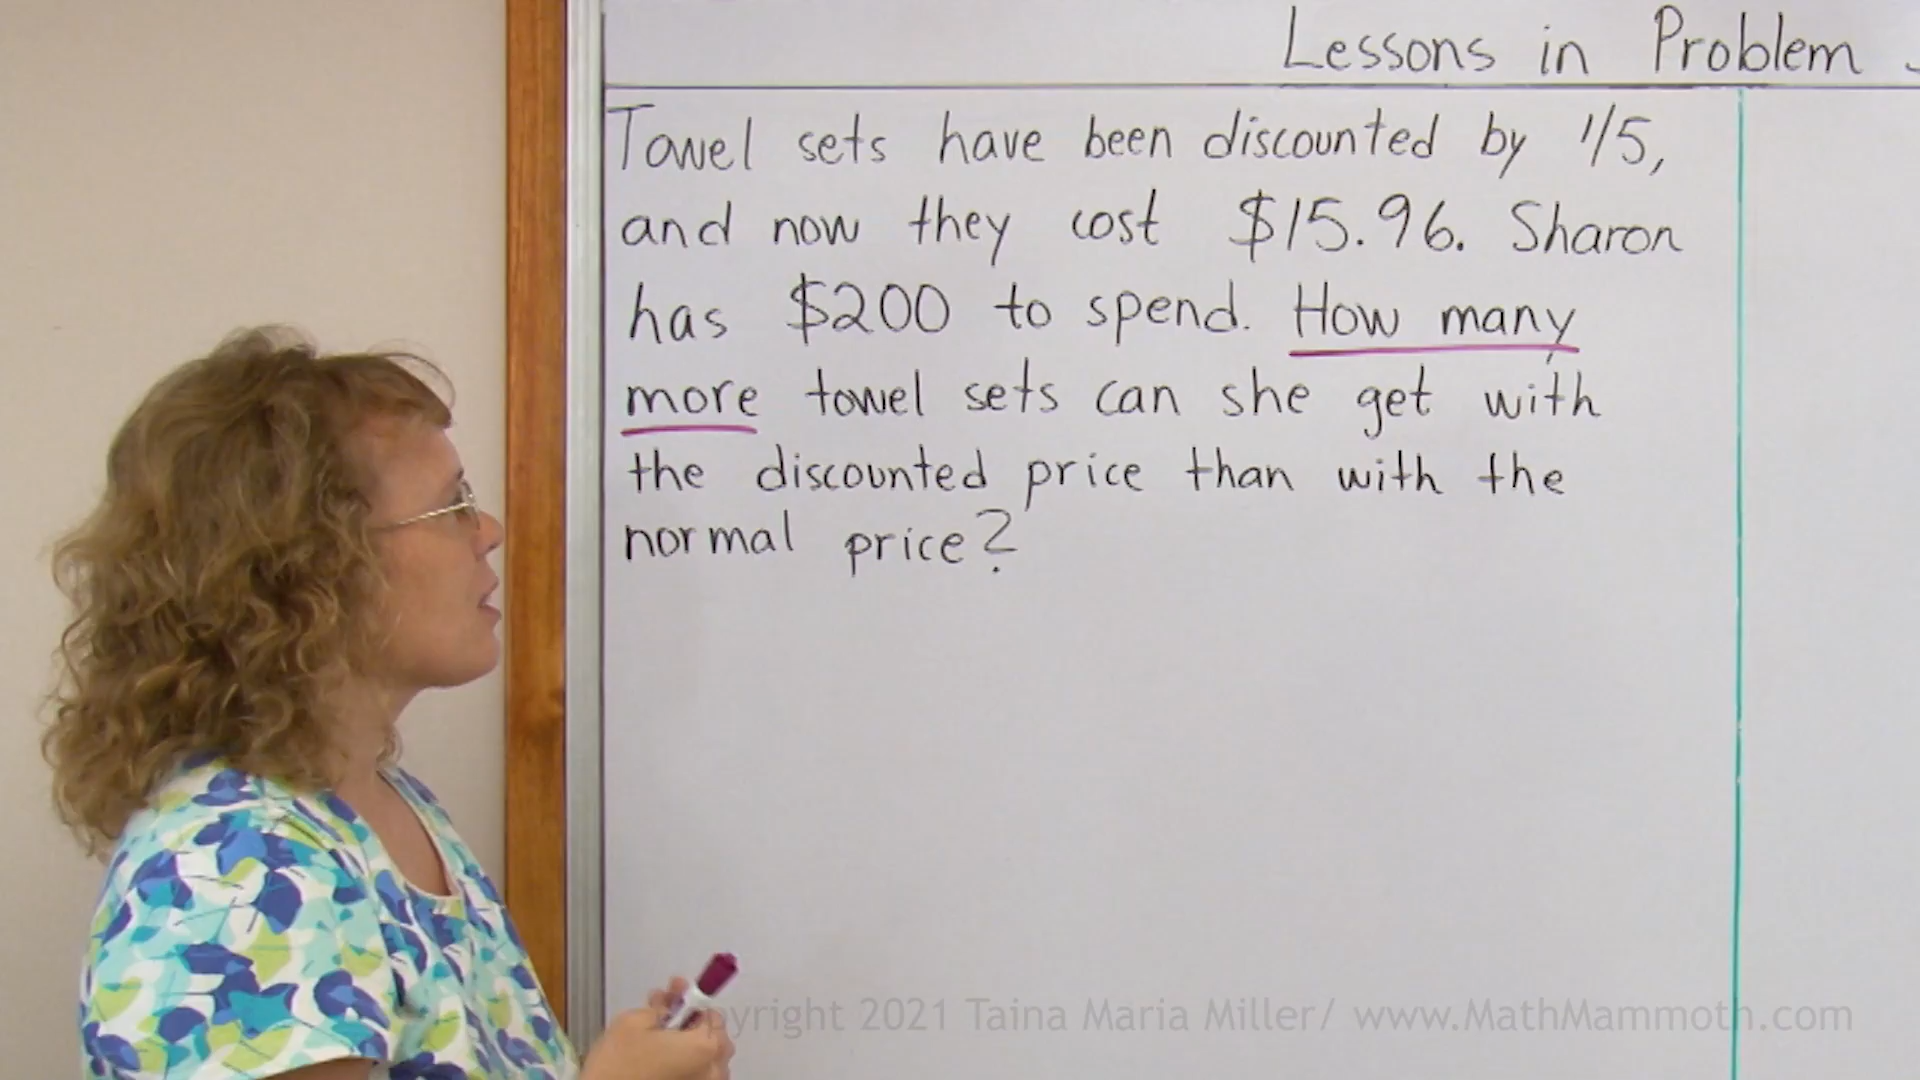 Lessons in Problem
Towel sets have been discounted by 1/5,
and now they cost $15.96. Sharon
has $200 to spend. How many
more towel sets can she get with
the discounted price than with the
normal price?
2021 Taina Maria Miller/ www.MathMammoth.com